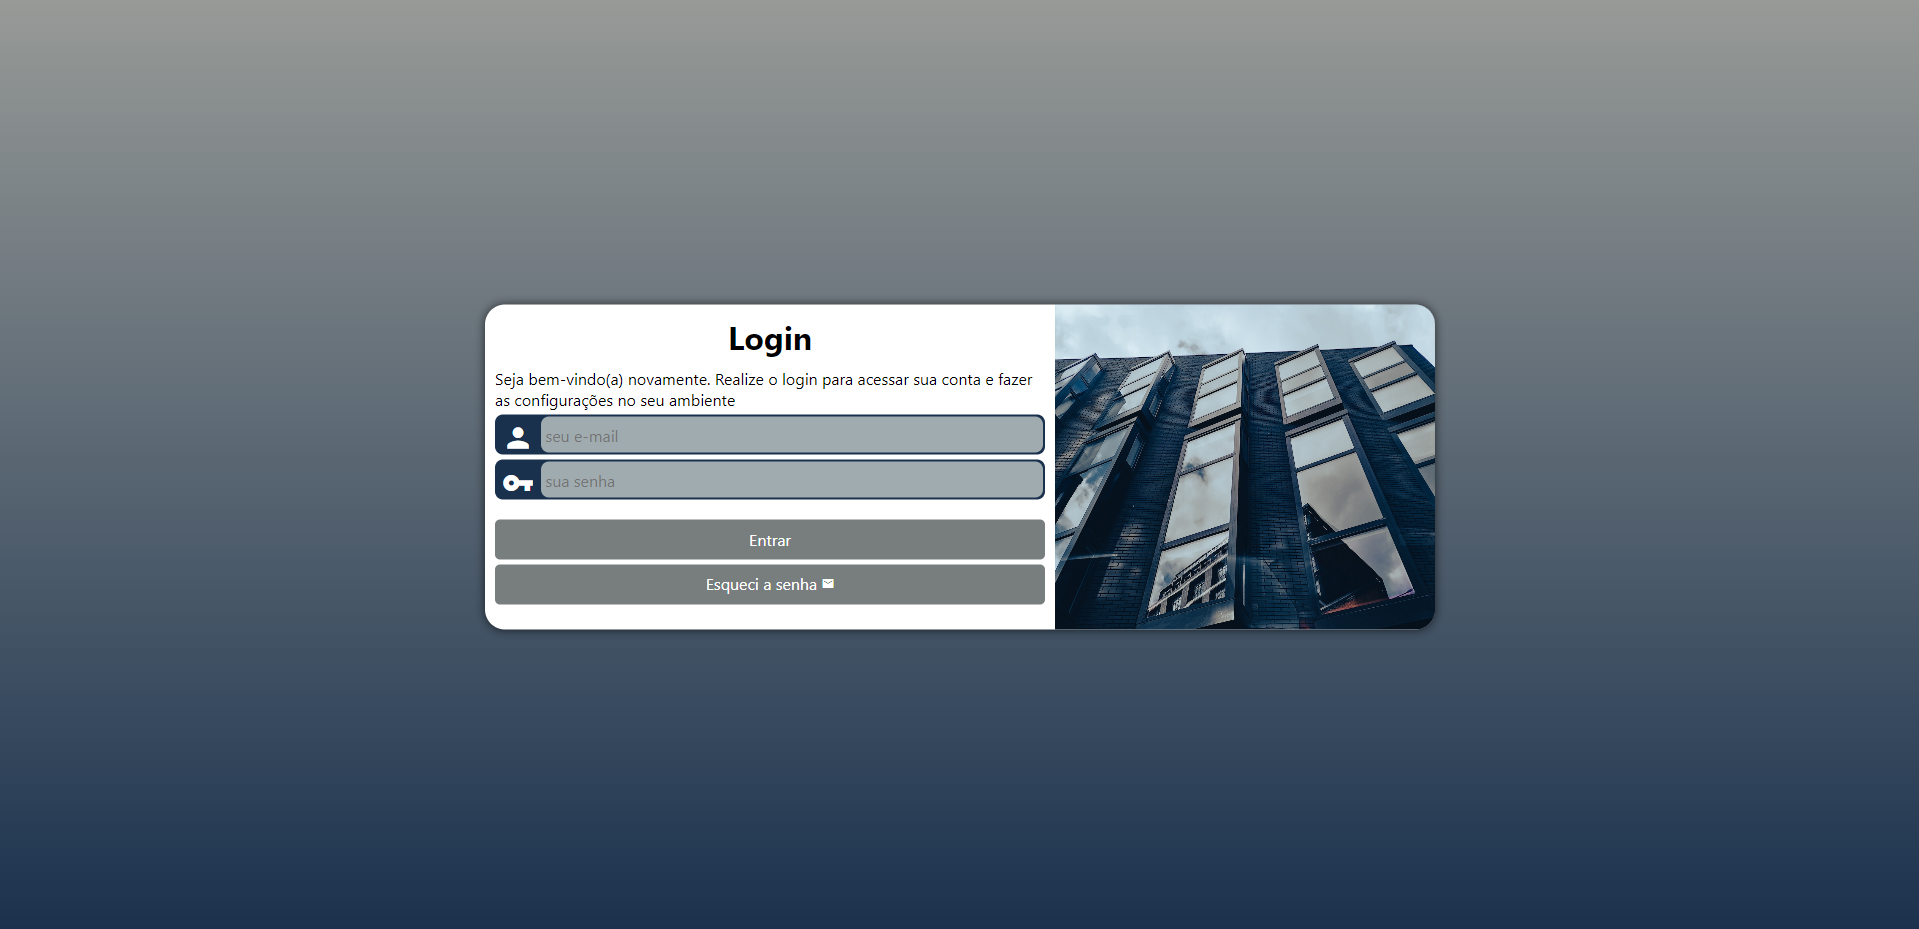 Login
Seja bem-vindo(a) novamente. Realize o login para acessar sua conta e fazer
as configurações no seu ambiente
seu e-mail
sua senha
Entrar
Esqueci a senha